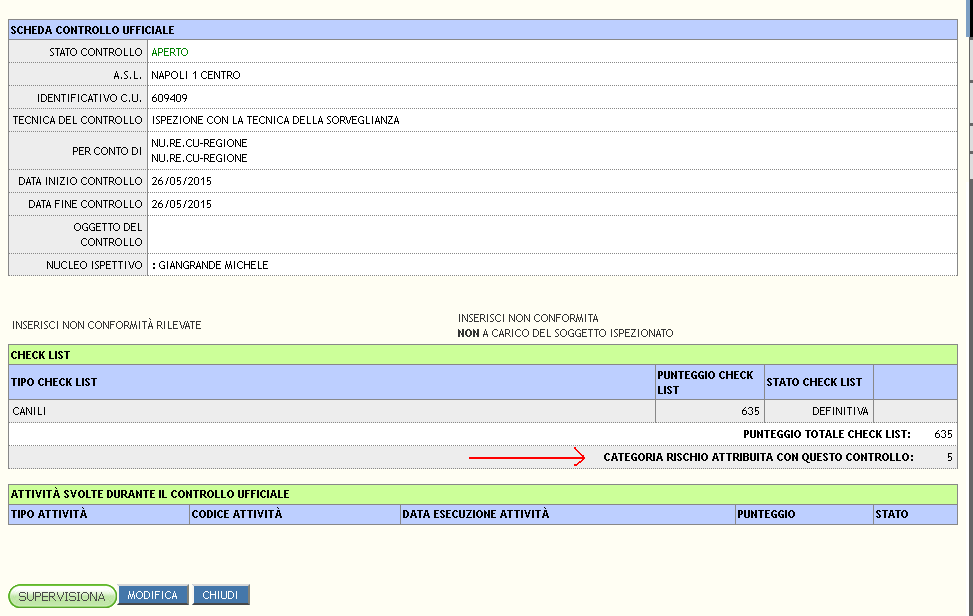 SCHEDA CONTROLLO UFFICIALE
STATO CONTROLLO APERTO
A.S.L. NAPOLI 1 CENTRO
IDENTIFICATIVO C.U. 609409
TECNICA DEL CONTROLLO ISPEZIONE CON LA TECNICA DELLA SORVEGLIANZA
PER CONTO DI NU.RE.CU-REGIONE
NU.RE.CU-REGIONE
DATA INIZIO CONTROLLO 26/05/2015
DATA FINE CONTROLLO 26/05/2015
OGGETTO DEL
CONTROLLO
NUCLEO ISPETTIVO : GIANGRANDE MICHELE
INSERISCI NON CONFORMITÀ RILEVATE
INSERISCI NON CONFORMITA
NON A CARICO DEL SOGGETTO ISPEZIONATO
CHECK LIST
TIPO CHECK LIST PUNTEGGIO CHECK LIST STATO CHECK LIST
CANILI 635 DEFINITIVA
PUNTEGGIO TOTALE CHECK LIST: 635
CATEGORIA RISCHIO ATTRIBUITA CON QUESTO CONTROLLO: 5
ATTIVITÀ SVOLTE DURANTE IL CONTROLLO UFFICIALE
TIPO ATTIVITÀ CODICE ATTIVITÀ DATA ESECUZIONE ATTIVITÀ PUNTEGGIO STATO
SUPERVISIONA MODIFICA CHIUDI